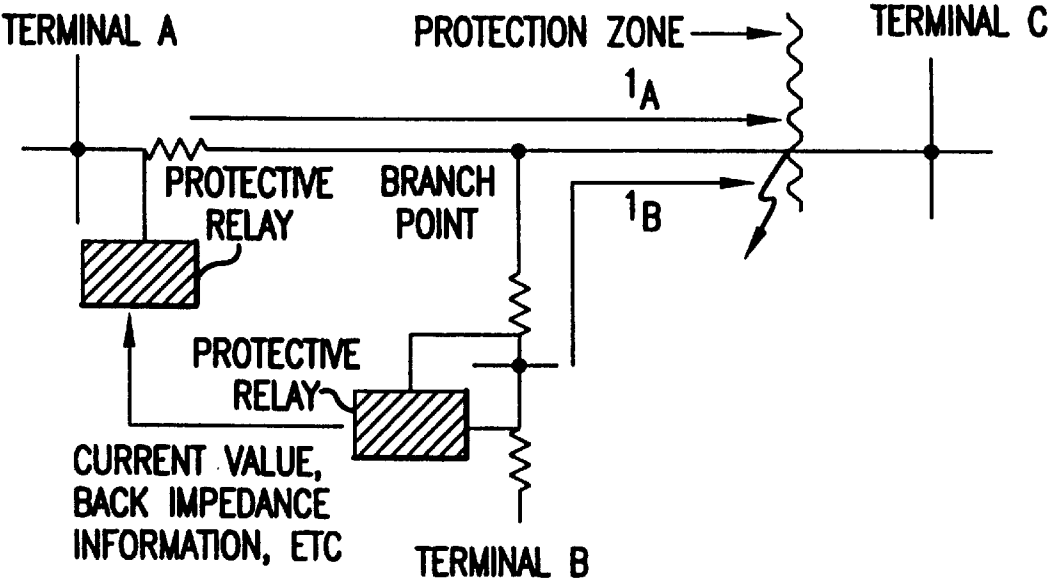 TERMINAL A
PROTECTION ZONE
TERMINAL C
1A
PROTECTIVE
RELAY
BRANCH
POINT
1B
PROTECTIVE
RELAY
CURRENT VALUE,
BACK IMPEDANCE
INFORMATION, ETC
TERMINAL B